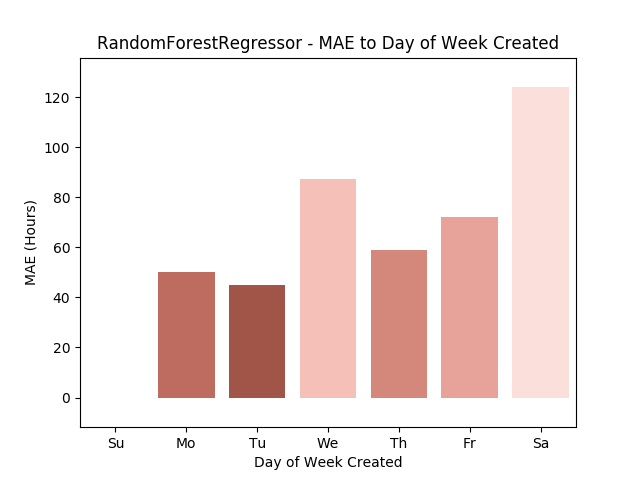 RandomForestRegressor - MAE to Day of Week Created
120
100
80
60
40
20
0
MAE (Hours)
Su Mo Tu We Th Fr Sa
Day of Week Created